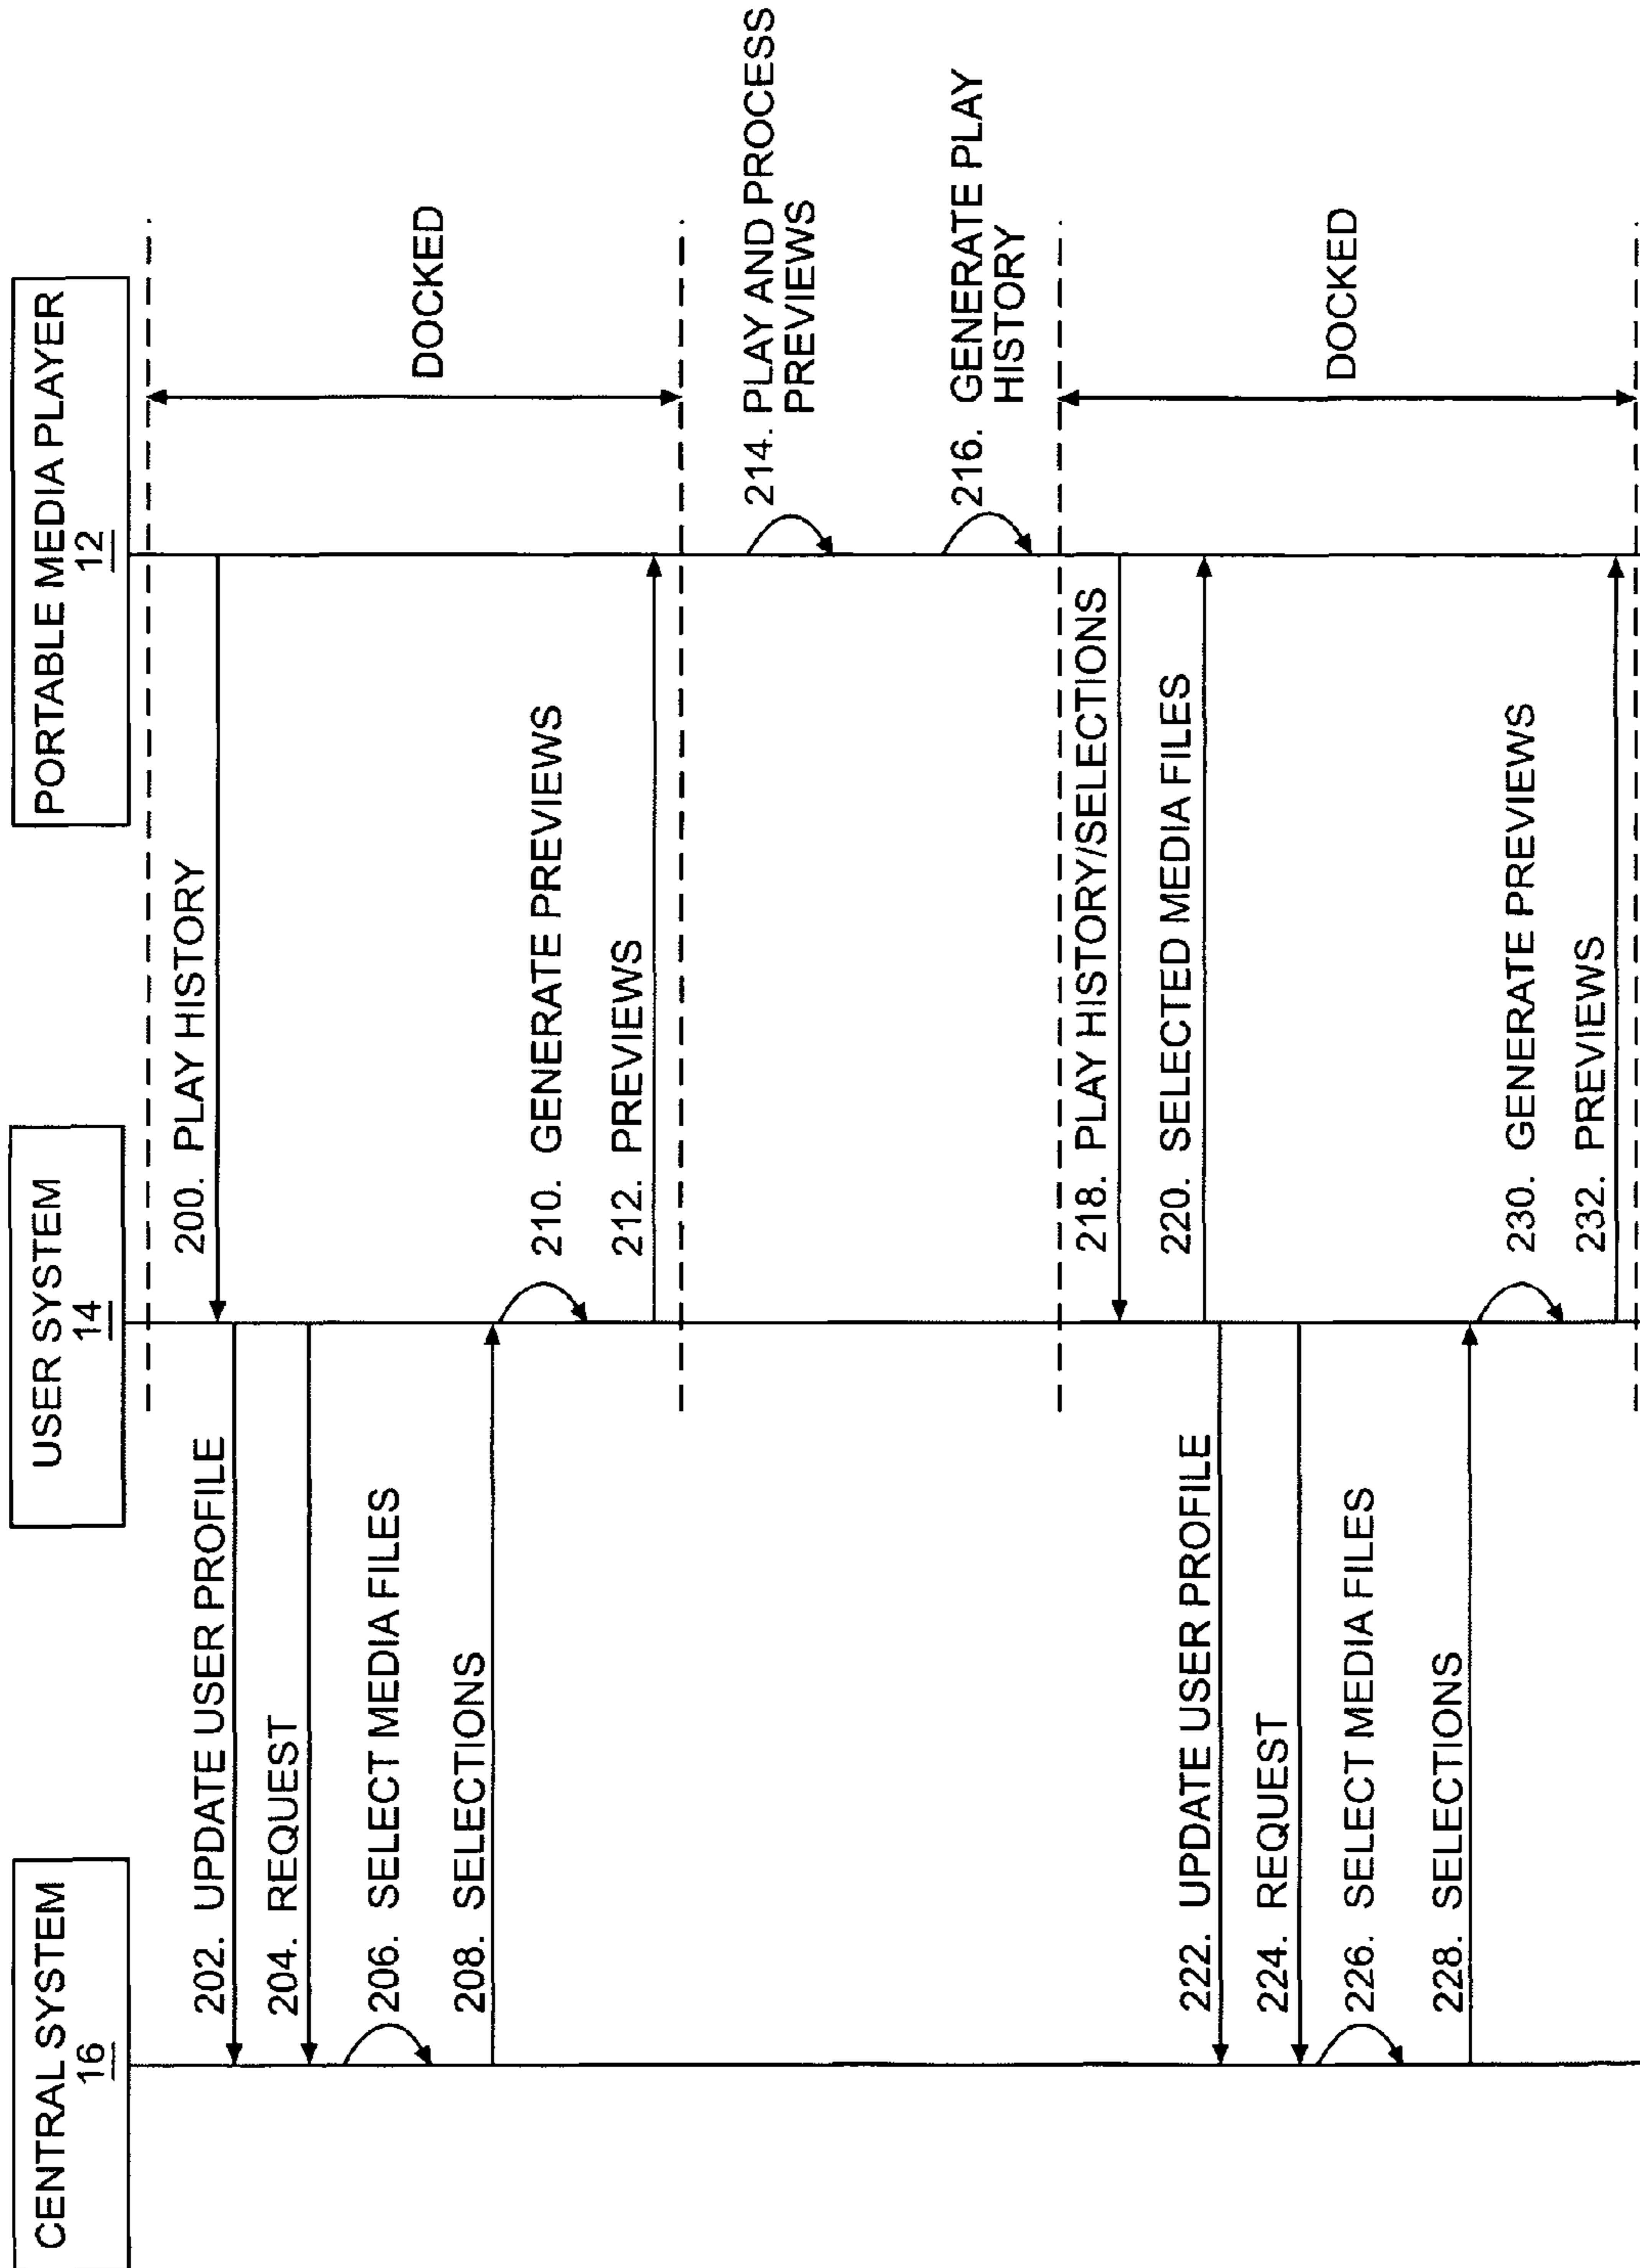 CENTRAL SYSTEM
16
USER SYSTEM
14
PORTABLE MEDIA PLAYER
12
200. PLAY HISTORY
202. UPDATE USER PROFILE
204. REQUEST
206. SELECT MEDIA FILES
208. SELECTIONS
210. GENERATE PREVIEWS
212. PREVIEWS
DOCKED
214. PLAY AND PROCESS
PREVIEWS
216. GENERATE PLAY
HISTORY
218. PLAY HISTORY/SELECTIONS
220. SELECTED MEDIA FILES
222. UPDATE USER PROFILE
224. REQUEST
226. SELECT MEDIA FILES
228. SELECTIONS
230. GENERATE PREVIEWS
232. PREVIEWS
DOCKED